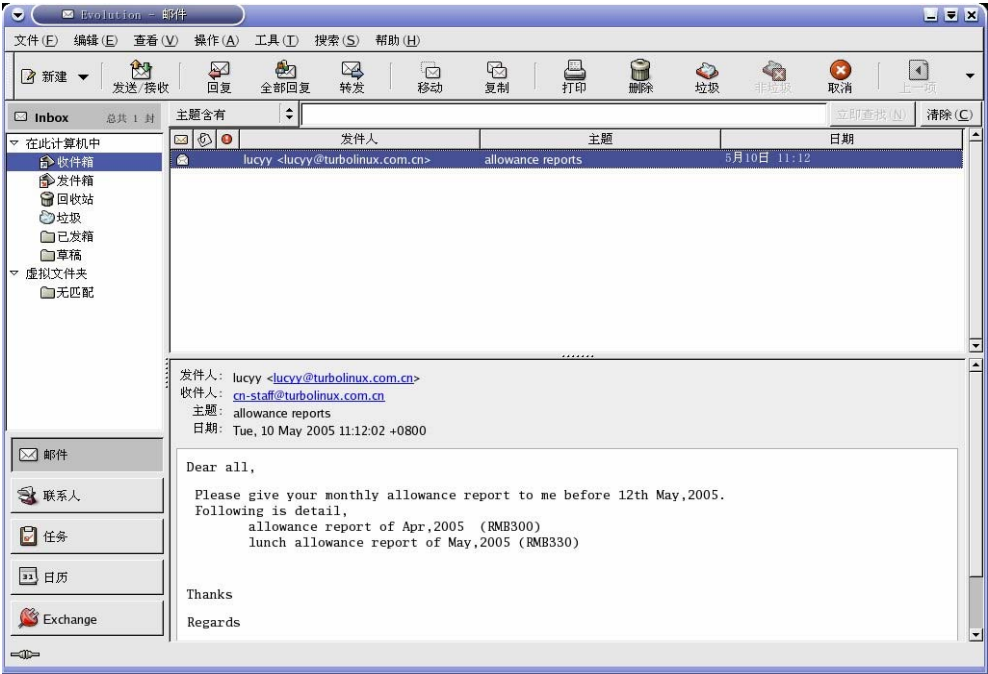 Evolution - 邮件
文件(F) 编辑(E) 查看(V) 操作(A) 工具(T) 搜索(S) 帮助(H)
新建 发送/接收 回复 全部回复 转发 移动 复制 打印 删除 垃圾 非垃圾 取消 上一项
Inbox 总共 1 封
主题含有 立即查找(N) 清除(C)
在此计算机中
收件箱
发件箱
回收站
垃圾
已发箱
草稿
虚拟文件夹
无匹配
发件人 主题 日期
lucyy <lucyy@turbolinux.com.cn> allowance reports 5月10日 11:12
发件人: lucyy <lucyy@turbolinux.com.cn>
收件人: cn-staff@turbolinux.com.cn
主题: allowance reports
日期: Tue, 10 May 2005 11:12:02 +0800
Dear all,
Please give your monthly allowance report to me before 12th May,2005.
Following is detail,
allowance report of Apr,2005 (RMB300)
lunch allowance report of May,2005 (RMB330)
Thanks
Regards
邮件
联系人
任务
31 日历
Exchange